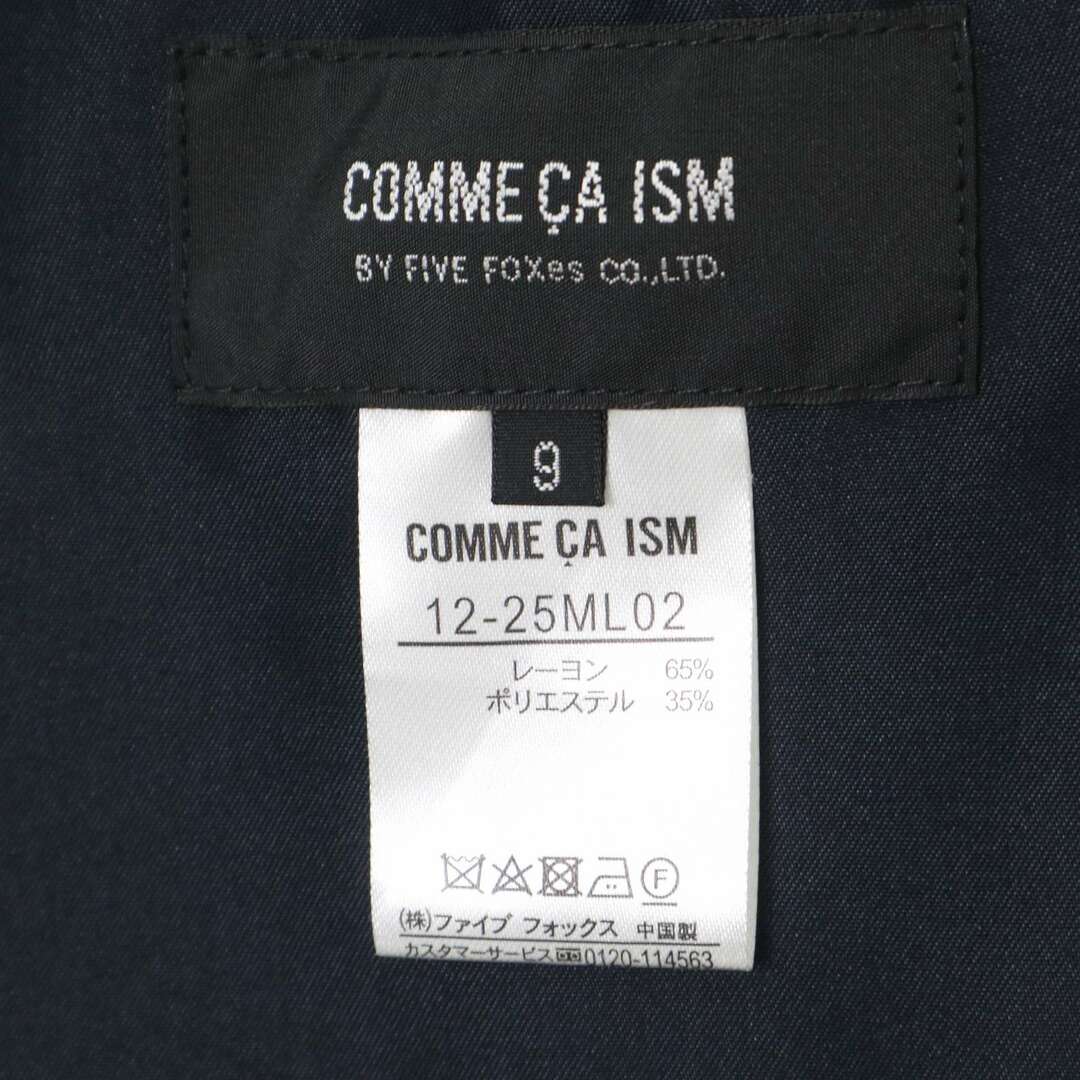 COMME ÇA ISM
BY FIVE FOXes CO.,LTD.
9
COMME ÇA ISM
12-25ML02
レーヨン 65%
ポリエステル 35%
F
(株)ファイブ フォックス 中国製
カスタマーサービス 0120-114563